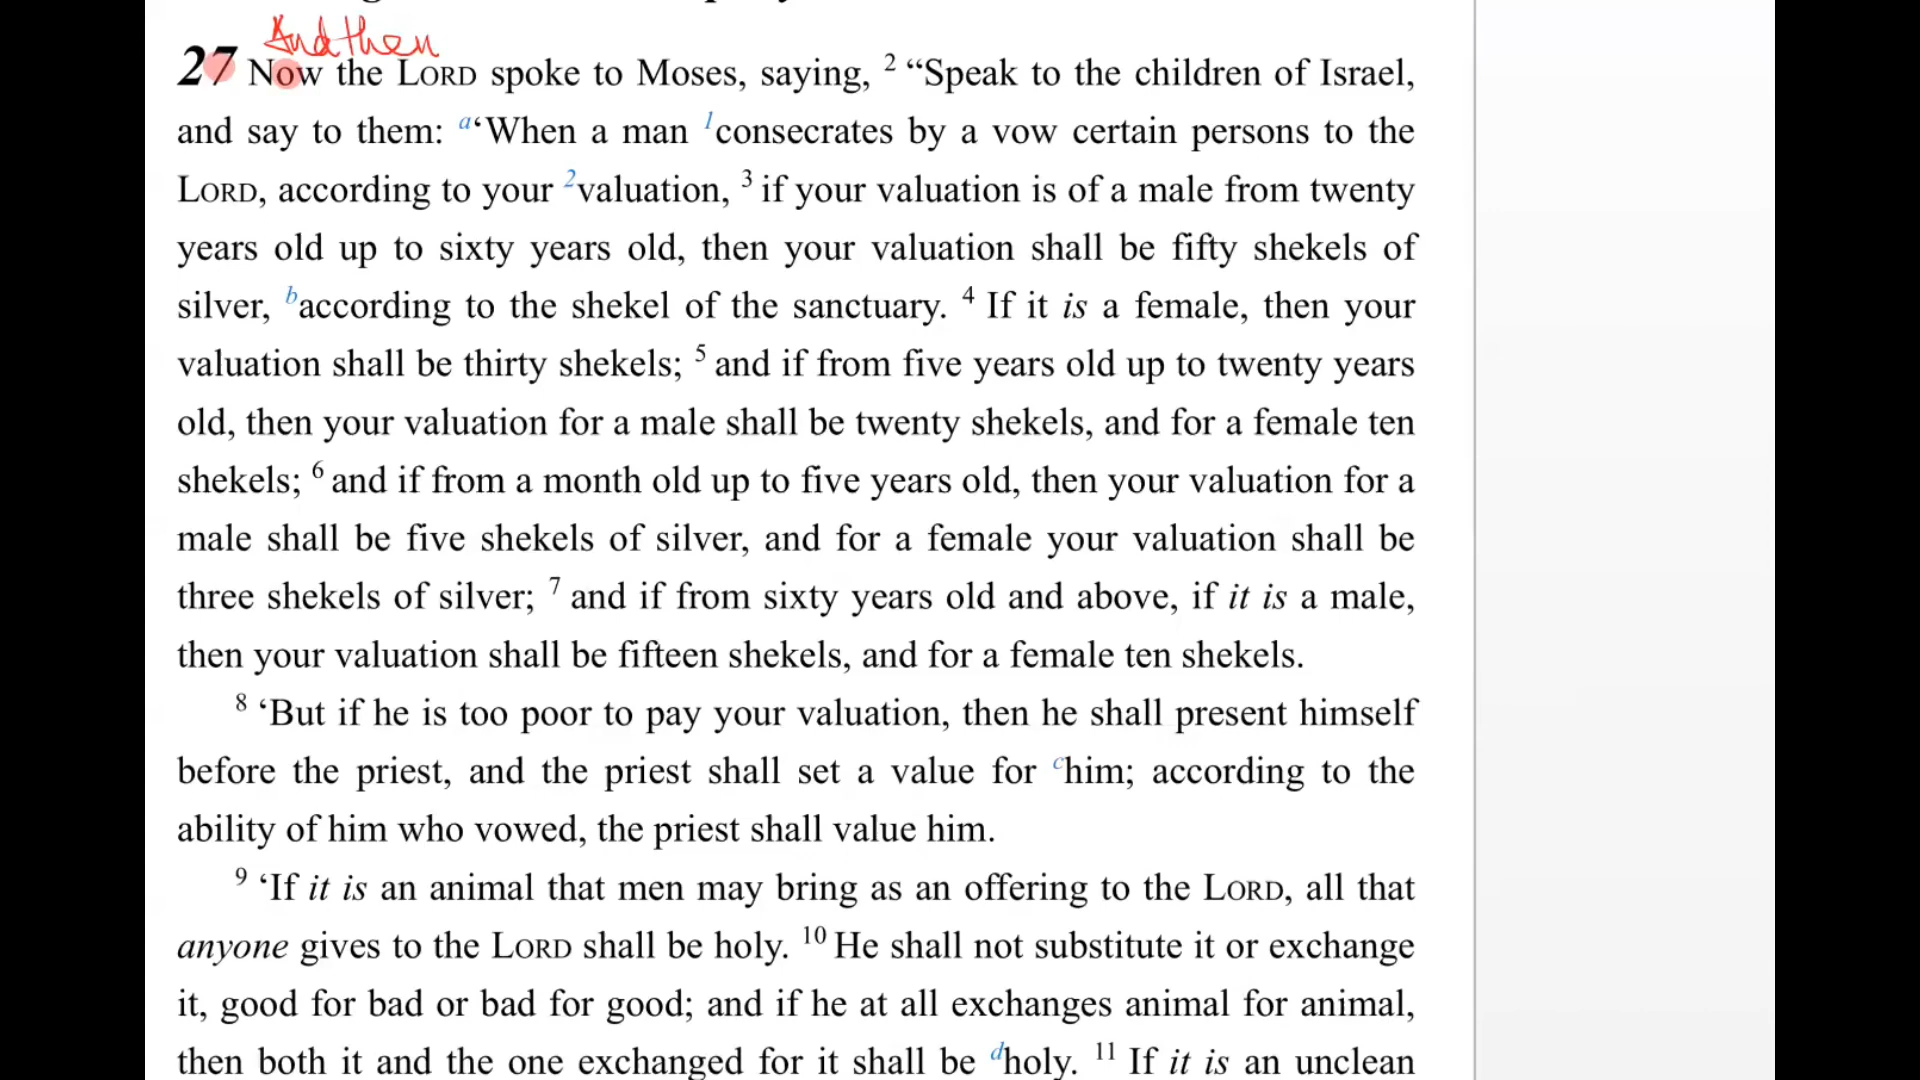 And then
27 Now the LORD spoke to Moses, saying, 2 “Speak to the children of Israel,
and say to them: a‘When a man 1consecrates by a vow certain persons to the
LORD, according to your 2valuation, 3 if your valuation is of a male from twenty
years old up to sixty years old, then your valuation shall be fifty shekels of
silver, baccording to the shekel of the sanctuary. 4 If it is a female, then your
valuation shall be thirty shekels; 5 and if from five years old up to twenty years
old, then your valuation for a male shall be twenty shekels, and for a female ten
shekels; 6 and if from a month old up to five years old, then your valuation for a
male shall be five shekels of silver, and for a female your valuation shall be
three shekels of silver; 7 and if from sixty years old and above, if it is a male,
then your valuation shall be fifteen shekels, and for a female ten shekels.
8 ‘But if he is too poor to pay your valuation, then he shall present himself
before the priest, and the priest shall set a value for chim; according to the
ability of him who vowed, the priest shall value him.
9 ‘If it is an animal that men may bring as an offering to the LORD, all that
anyone gives to the LORD shall be holy. 10 He shall not substitute it or exchange
it, good for bad or bad for good; and if he at all exchanges animal for animal,
then both it and the one exchanged for it shall be dholy. 11 If it is an unclean